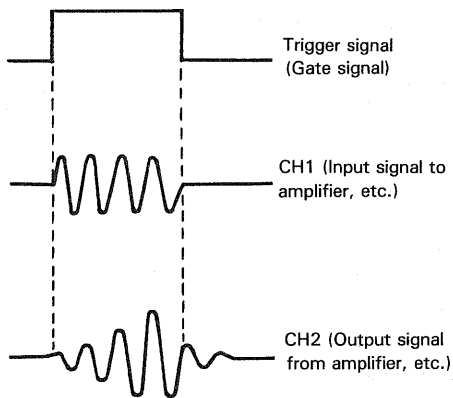 Trigger signal
(Gate signal)
CH1 (Input signal to
amplifier, etc.)
CH2 (Output signal
from amplifier, etc.)